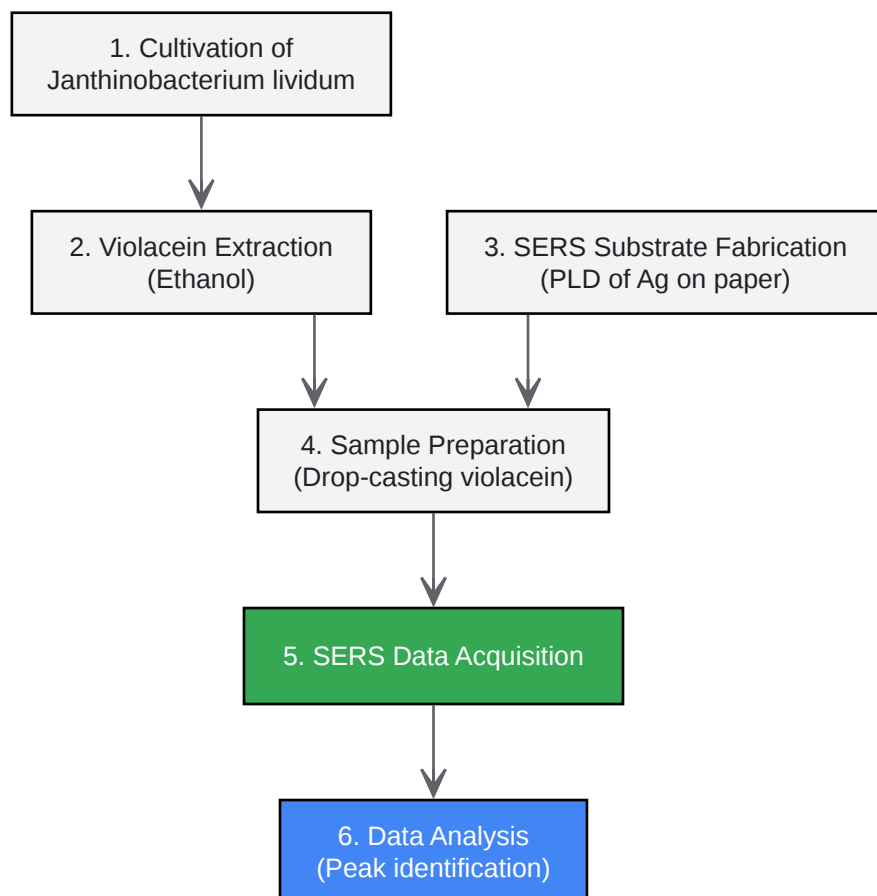 1. Cultivation of
Janthinobacterium lividum
2. Violacein Extraction
(Ethanol)
3. SERS Substrate Fabrication
(PLD of Ag on paper)
4. Sample Preparation
(Drop-casting violacein)
5. SERS Data Acquisition
6. Data Analysis
(Peak identification)